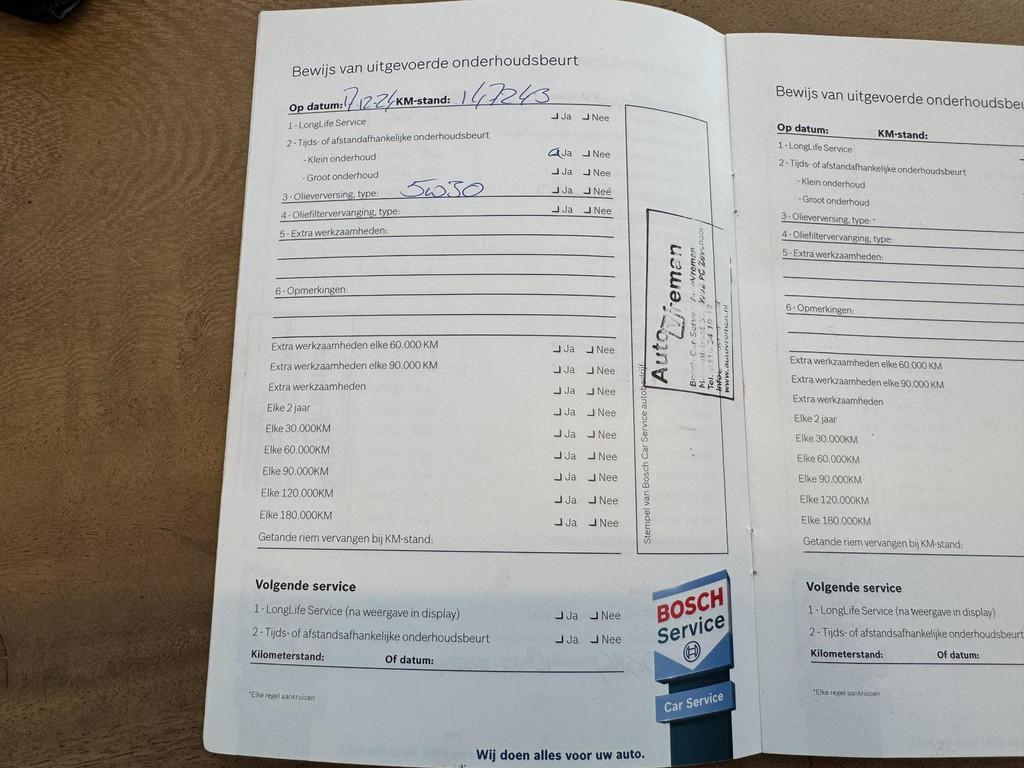 Bewijs van uitgevoerde onderhoudsbeurt
Op datum: 12-24 KM-stand: 147243
1 - LongLife Service Ja Nee
2 - Tijds- of afstandafhankelijke onderhoudsbeurt
- Klein onderhoud Ja Nee
- Groot onderhoud Ja Nee
3 - Olieverversing, type: 5w30 Ja Nee
4 - Oliefiltervervanging, type: Ja Nee
5 - Extra werkzaamheden:
6 - Opmerkingen:
Extra werkzaamheden elke 60.000 KM Ja Nee
Extra werkzaamheden elke 90.000 KM Ja Nee
Extra werkzaamheden Ja Nee
Elke 2 jaar Ja Nee
Elke 30.000KM Ja Nee
Elke 60.000KM Ja Nee
Elke 90.000KM Ja Nee
Elke 120.000KM Ja Nee
Elke 180.000KM Ja Nee
Getande riem vervangen bij KM-stand:
Stempel van Bosch Car Service autobedrijf
Auto Vreman
www.autovreman.nl
Volgende service
1 - LongLife Service (na weergave in display) Ja Nee
2 - Tijds- of afstandsafhankelijke onderhoudsbeurt Ja Nee
Kilometerstand: Of datum:
*Elke regel aankruisen
BOSCH
Service
Car Service
Wij doen alles voor uw auto.
Bewijs van uitgevoerde onderhoudsbeu
Op datum: KM-stand:
1 - LongLife Service
2 - Tijds- of afstandafhankelijke onderhoudsbeurt
- Klein onderhoud
- Groot onderhoud
3 - Olieverversing, type:*
4 - Oliefiltervervanging, type:
5 - Extra werkzaamheden:
6 - Opmerkingen:
Extra werkzaamheden elke 60.000 KM
Extra werkzaamheden elke 90.000 KM
Extra werkzaamheden
Elke 2 jaar
Elke 30.000KM
Elke 60.000KM
Elke 90.000KM
Elke 120.000KM
Elke 180.000KM
Getande riem vervangen bij KM-stand:
Volgende service
1 - LongLife Service (na weergave in display)
2 - Tijds- of afstandsafhankelijke onderhoudsbeurt
Kilometerstand: Of datum:
*Elke regel aankruisen